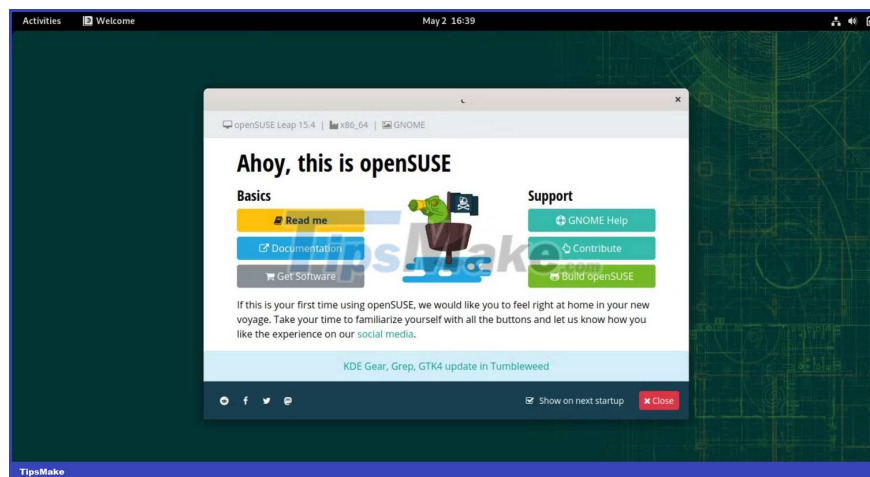 Activities Welcome May 2 16:39
openSUSE Leap 15.4 | x86_64 | GNOME
Ahoy, this is openSUSE
Basics Support
Read me GNOME Help
Documentation Contribute
Get Software Build openSUSE
TipsMake.com
If this is your first time using openSUSE, we would like you to feel right at home in your new
voyage. Take your time to familiarize yourself with all the buttons and let us know how you
like the experience on our social media.
KDE Gear, Grep, GTK4 update in Tumbleweed
Show on next startup Close
TipsMake